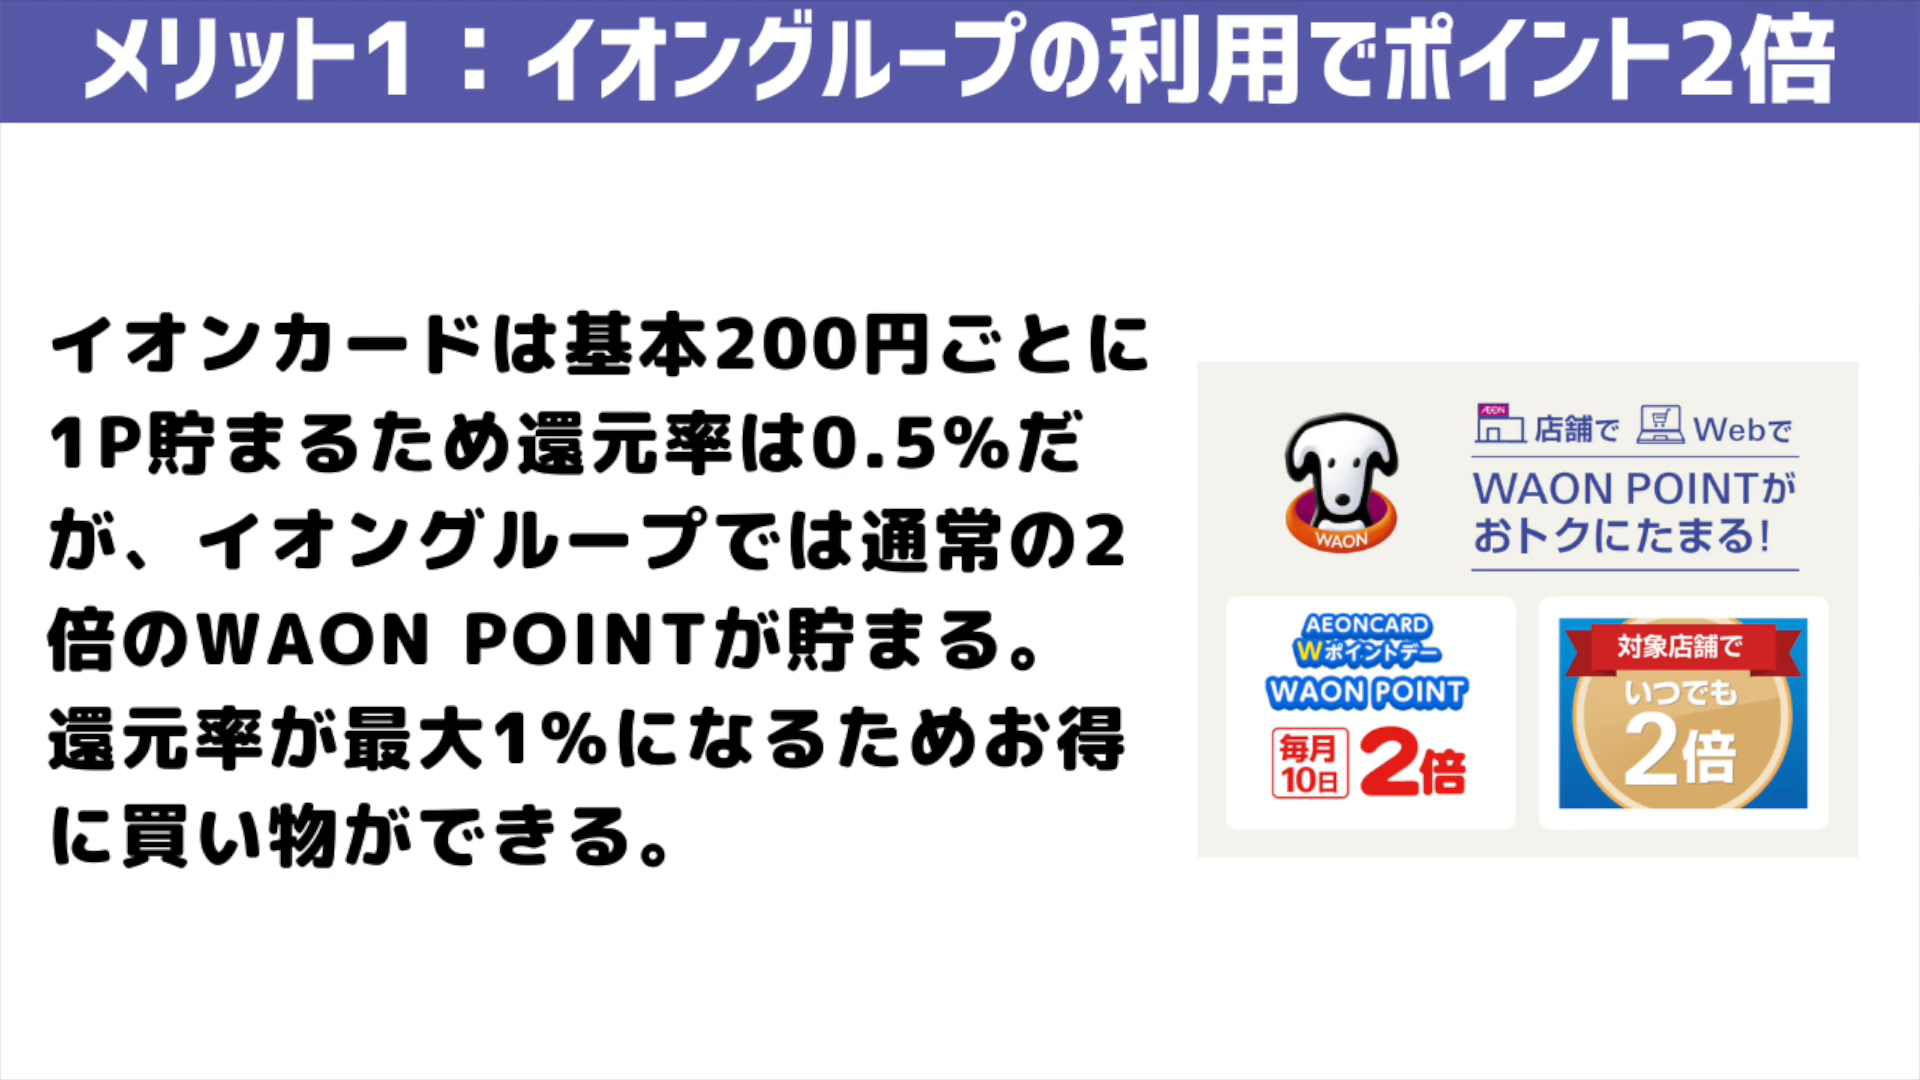 メリット1：イオングループの利用でポイント2倍
イオンカードは基本200円ごとに
1P貯まるため還元率は0.5%だ
が、イオングループでは通常の2
倍のWAON POINTが貯まる。
還元率が最大1%になるためお得
に買い物ができる。
WAON
AEON
店舗で
Webで
WAON POINTが
おトクにたまる!
AEONCARD
Wポイントデー
WAON POINT
毎月
10日
2倍
対象店舗で
いつでも
2倍